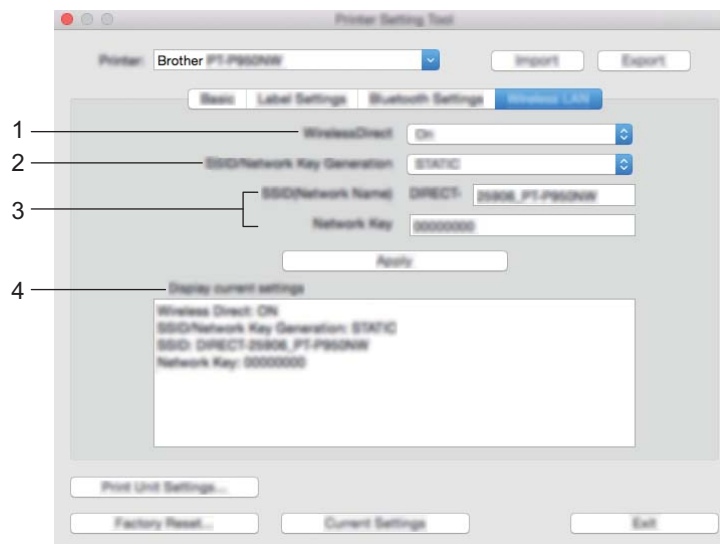 Printer Setting Tool
Printer: Brother PT-P950NW Import Export
Basic Label Settings Bluetooth Settings Wireless LAN
1 WirelessDirect On
2 SSID/Network Key Generation STATIC
3 SSID(Network Name) DIRECT- 25908_PT-P950NW
Network Key 00000000
Apply
4 Display current settings
Wireless Direct: ON
SSID/Network Key Generation: STATIC
SSID: DIRECT-25908_PT-P950NW
Network Key: 00000000
Print Unit Settings...
Factory Reset... Current Settings Exit